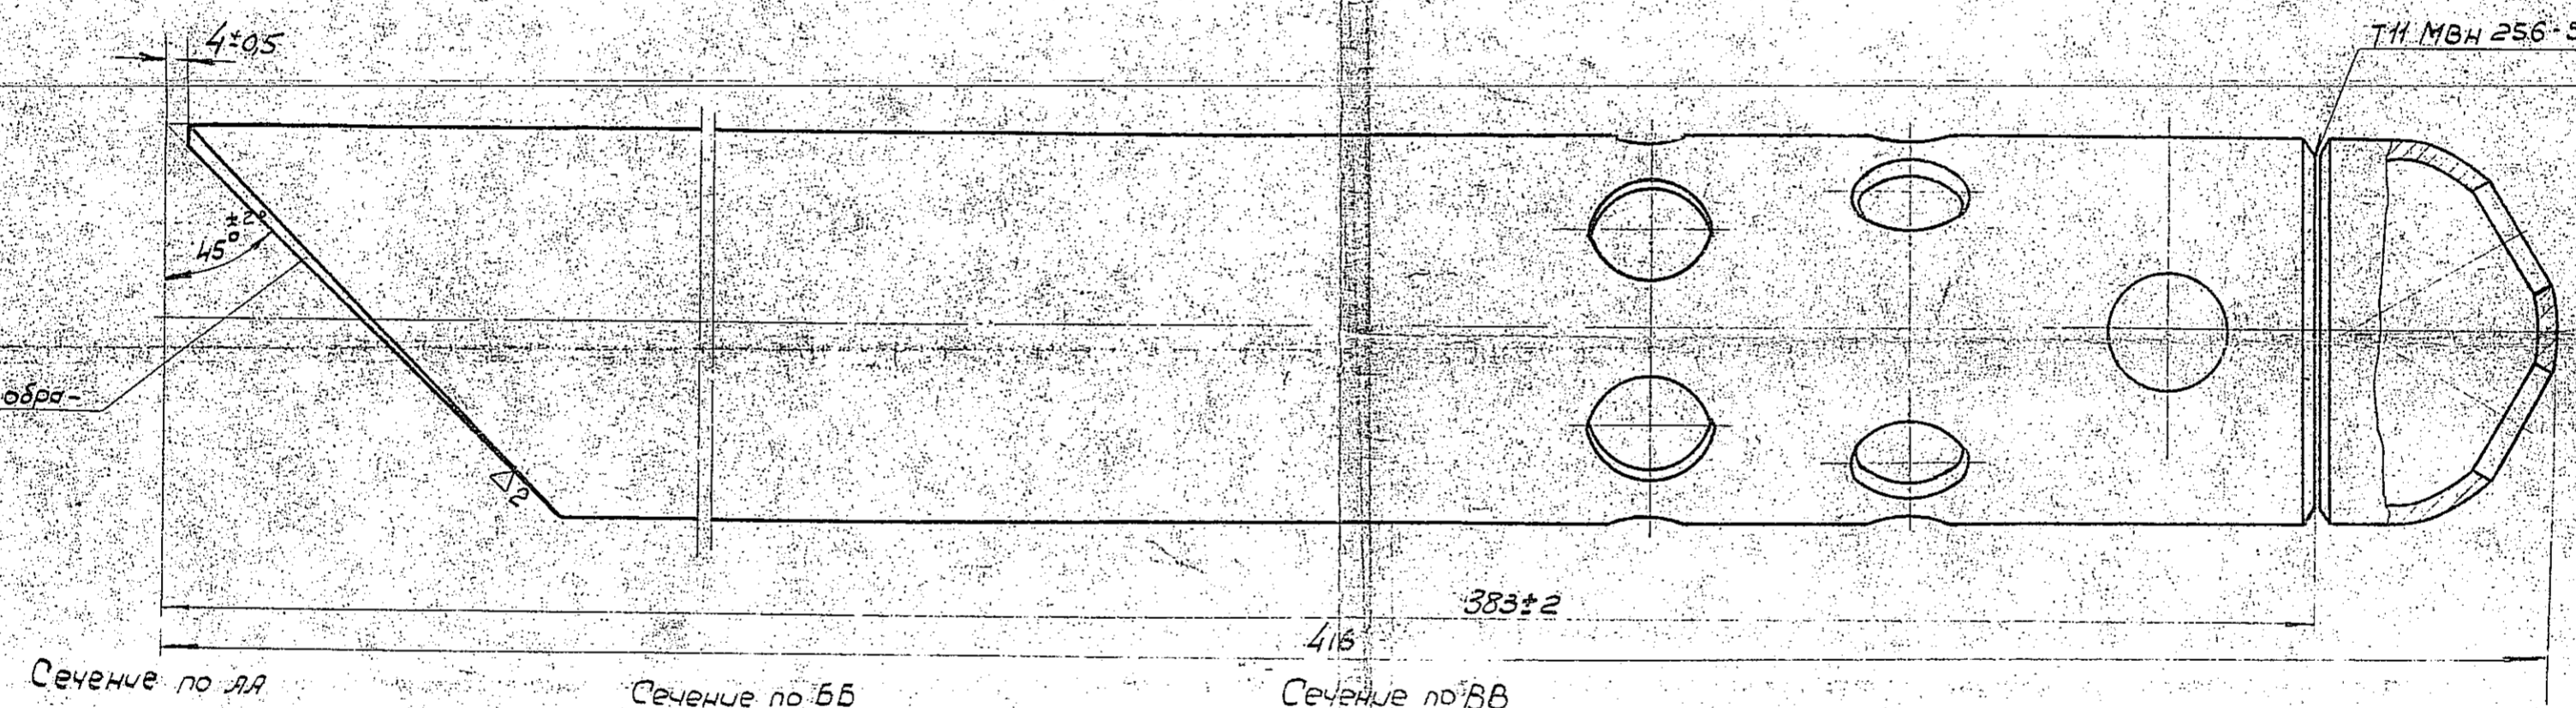 4±0,5
Т11 МВн 256-5
45°±2°
обра-
2
383±2
416
Сечение по АА
Сечение по ББ
Сечение по ВВ